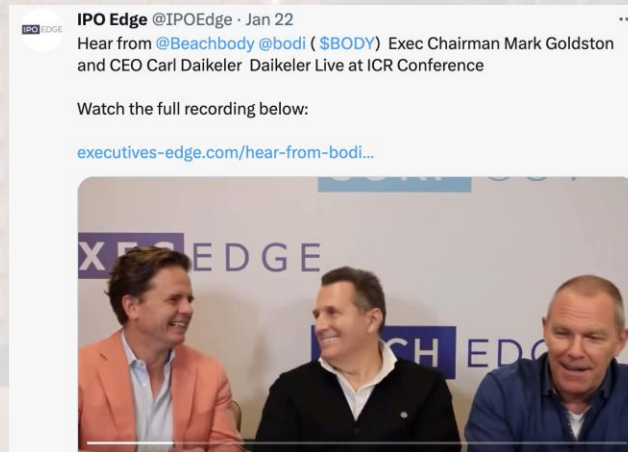 IPO EDGE
IPO Edge @IPOEdge · Jan 22
Hear from @Beachbody @bodi ( $BODY) Exec Chairman Mark Goldston
and CEO Carl Daikeler Daikeler Live at ICR Conference
Watch the full recording below:
executives-edge.com/hear-from-bodi...
XEC EDGE
CH EDG